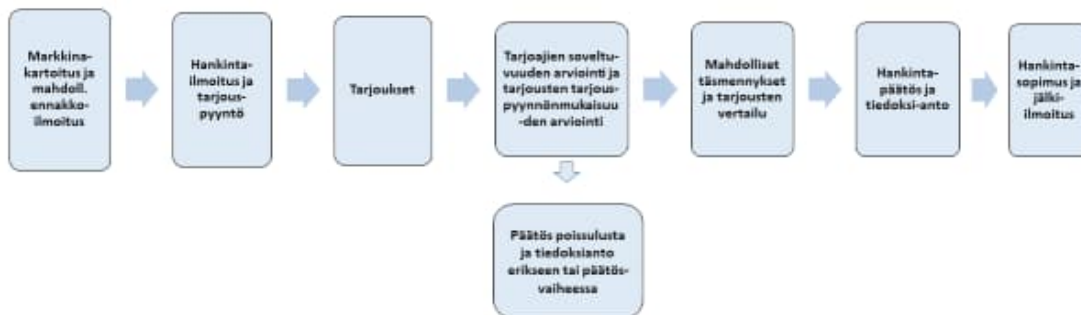 Markkina-
kartoitus ja
mahdoll.
ennakko-
ilmoitus
Hankinta-
ilmoitus ja
tarjous-
pyyntö
Tarjoukset
Tarjoajien soveltu-
vuuden arviointi ja
tarjousten tarjous-
pyynnönmukaisuu
-den arviointi
Mahdolliset
täsmennykset
ja tarjousten
vertailu
Hankinta-
päätös ja
tiedoksi-anto
Hankinta-
sopimus ja
jälki-
ilmoitus
Päätös poissulusta
ja tiedoksianto
erikseen tai päätös-
vaiheessa